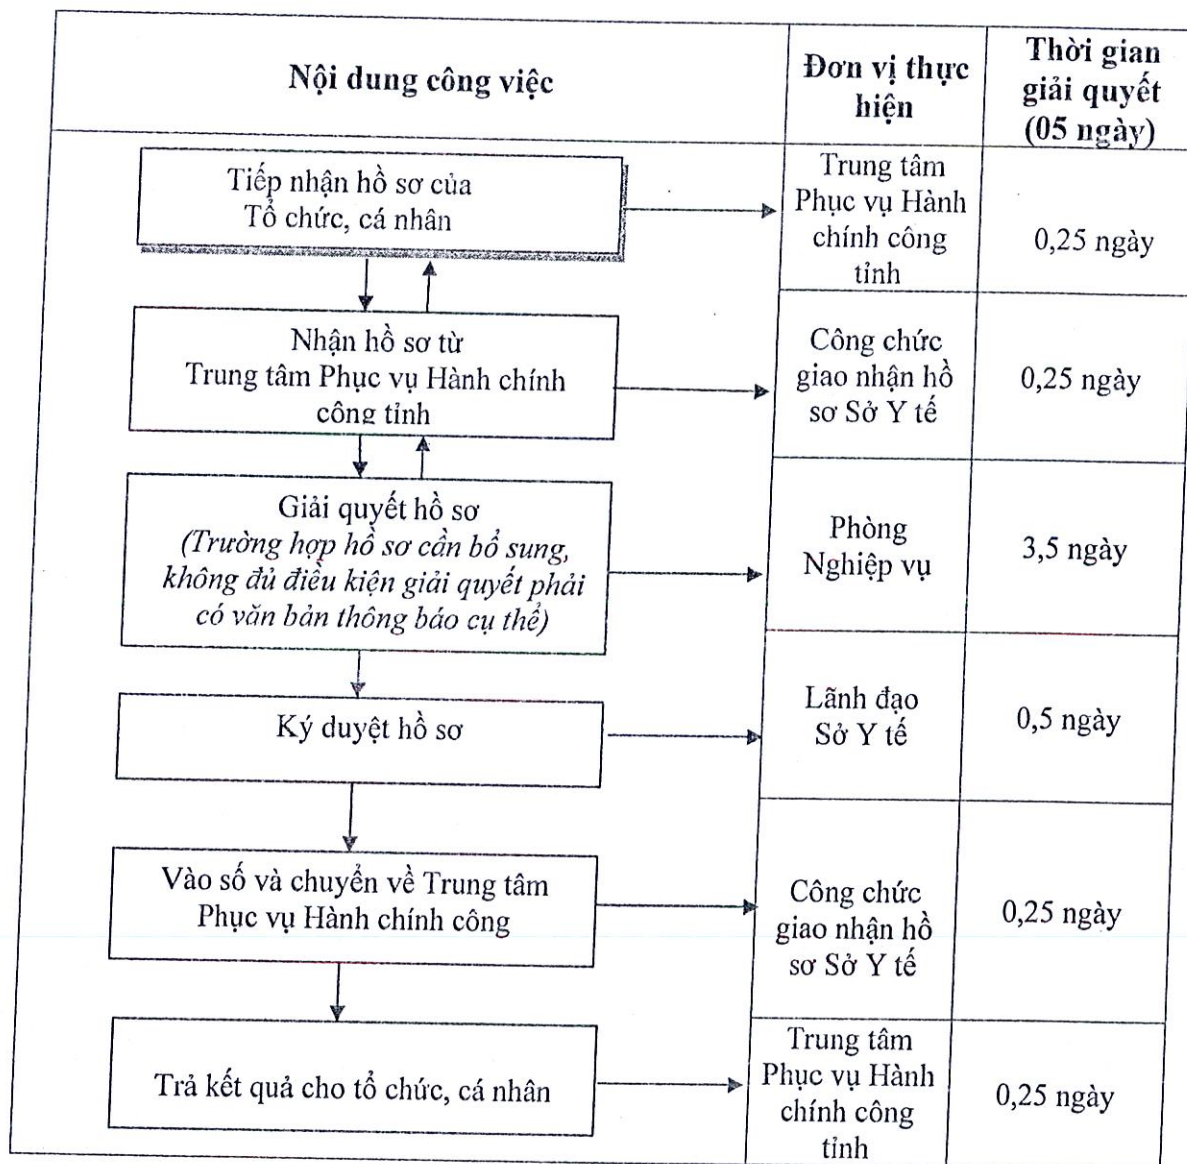 Nội dung công việc
Đơn vị thực
hiện
Thời gian
giải quyết
(05 ngày)
Tiếp nhận hồ sơ của
Tổ chức, cá nhân
Trung tâm
Phục vụ Hành
chính công
tỉnh
0,25 ngày
Nhận hồ sơ từ
Trung tâm Phục vụ Hành chính
công tỉnh
Công chức
giao nhận hồ
sơ Sở Y tế
0,25 ngày
Giải quyết hồ sơ
(Trường hợp hồ sơ cần bổ sung,
không đủ điều kiện giải quyết phải
có văn bản thông báo cụ thể)
Phòng
Nghiệp vụ
3,5 ngày
Ký duyệt hồ sơ
Lãnh đạo
Sở Y tế
0,5 ngày
Vào số và chuyển về Trung tâm
Phục vụ Hành chính công
Công chức
giao nhận hồ
sơ Sở Y tế
0,25 ngày
Trả kết quả cho tổ chức, cá nhân
Trung tâm
Phục vụ Hành
chính công
tỉnh
0,25 ngày